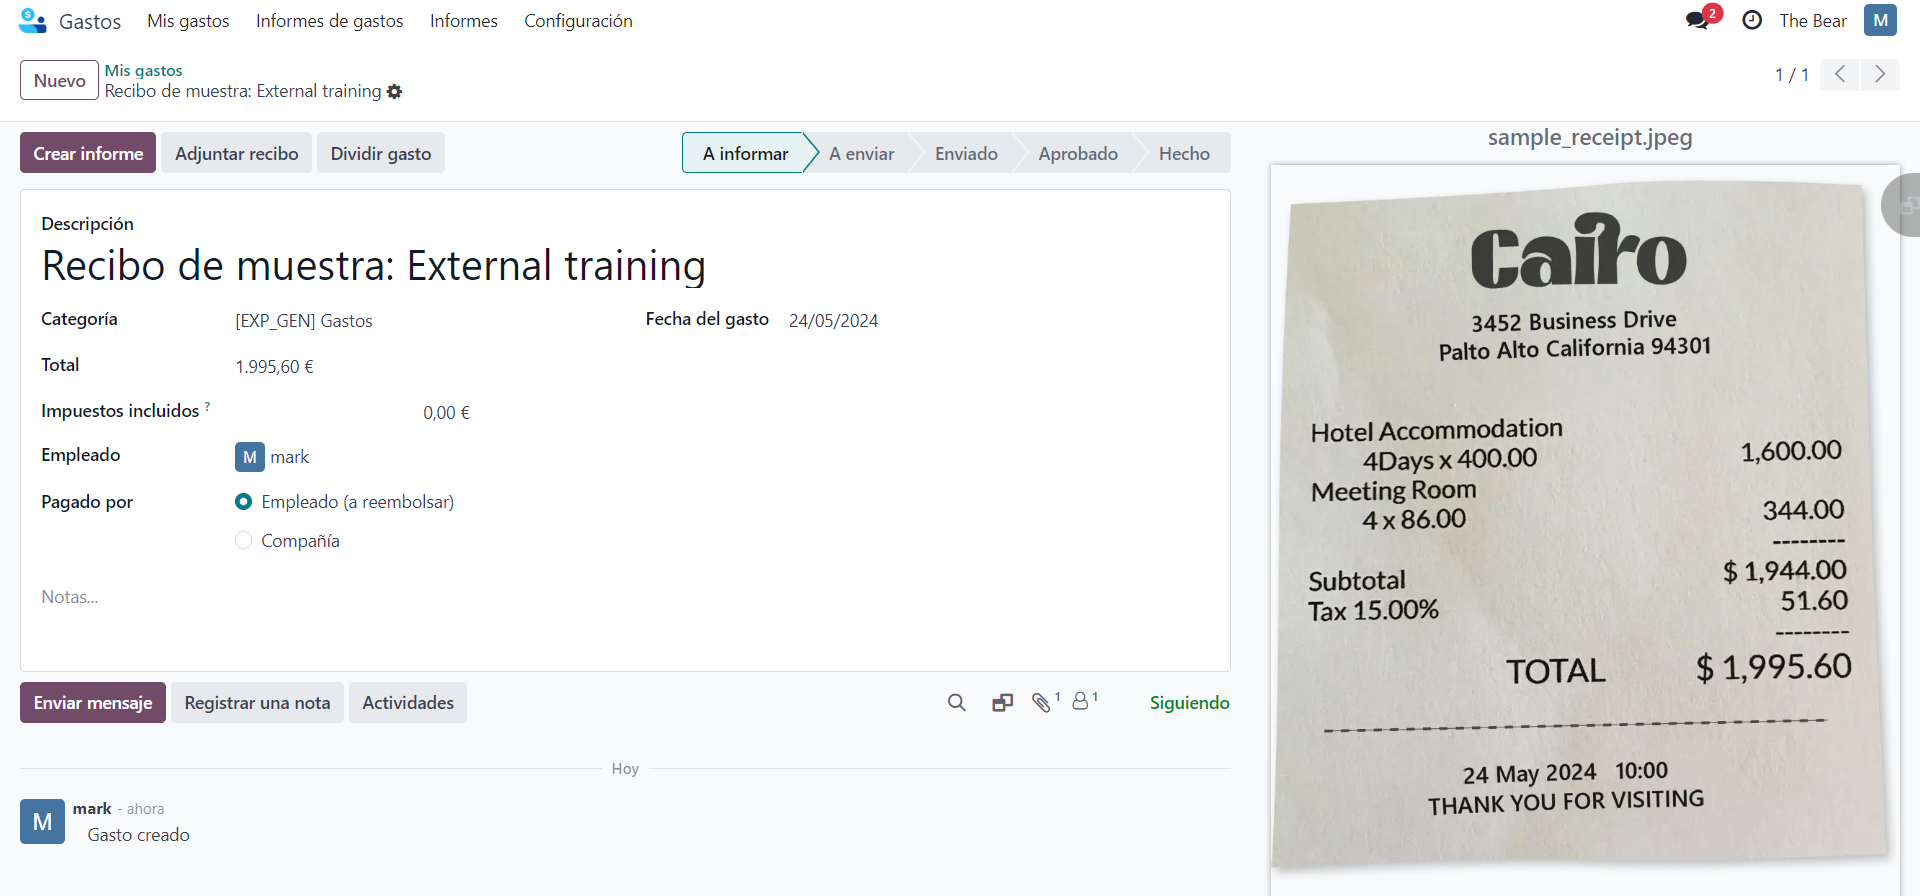 Gastos Mis gastos Informes de gastos Informes Configuración 2 The Bear M
Nuevo Mis gastos
Recibo de muestra: External training
1 / 1
Crear informe Adjuntar recibo Dividir gasto A informar A enviar Enviado Aprobado Hecho
Descripción
Recibo de muestra: External training
Categoría [EXP_GEN] Gastos Fecha del gasto 24/05/2024
Total 1.995,60 €
Impuestos incluidos ? 0,00 €
Empleado M mark
Pagado por Empleado (a reembolsar)
Compañía
Notas...
Enviar mensaje Registrar una nota Actividades 1 1 Siguiendo
Hoy
M mark - ahora
Gasto creado
sample_receipt.jpeg
Cairo
3452 Business Drive
Palto Alto California 94301
Hotel Accommodation
4Days x 400.00 1,600.00
Meeting Room
4 x 86.00 344.00
--------
Subtotal $ 1,944.00
Tax 15.00% 51.60
--------
TOTAL $ 1,995.60
24 May 2024 10:00
THANK YOU FOR VISITING